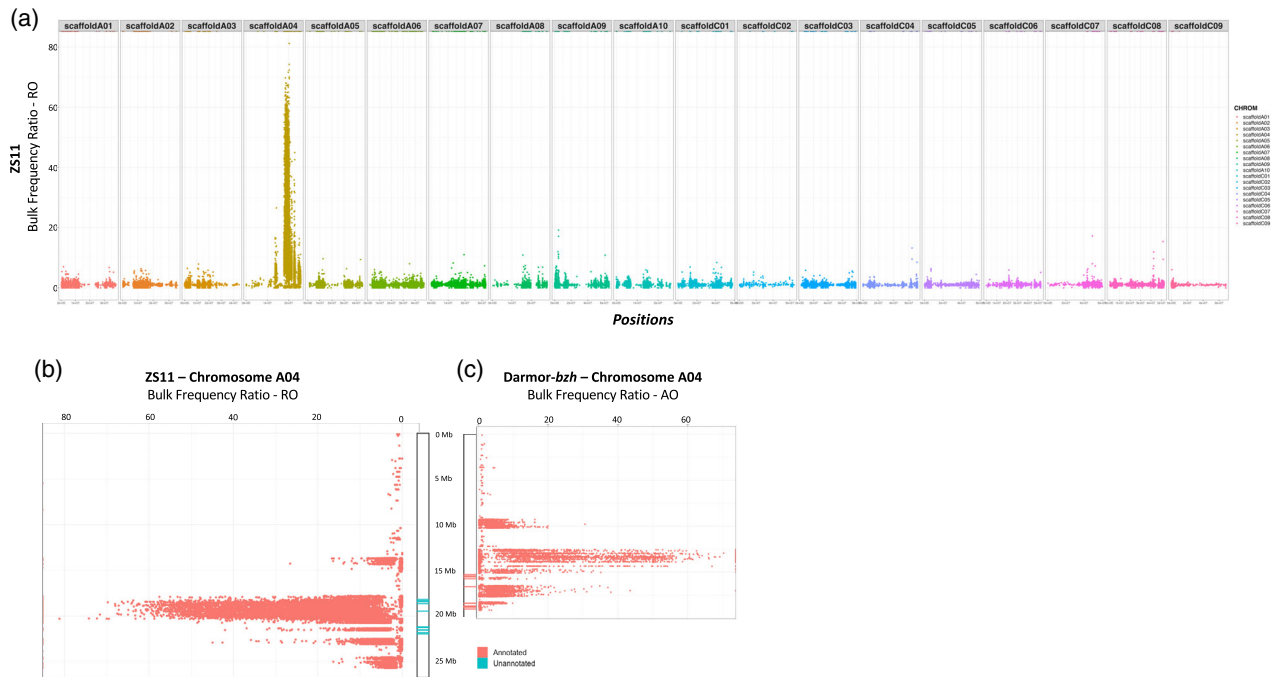 (a)
scaffoldA01 scaffoldA02 scaffoldA03 scaffoldA04 scaffoldA05 scaffoldA06 scaffoldA07 scaffoldA08 scaffoldA09 scaffoldA10 scaffoldC01 scaffoldC02 scaffoldC03 scaffoldC04 scaffoldC05 scaffoldC06 scaffoldC07 scaffoldC08 scaffoldC09
80
60
40
20
0
ZS11
Bulk Frequency Ratio - RO
Positions
CHROM
scaffoldA01
scaffoldA02
scaffoldA03
scaffoldA04
scaffoldA05
scaffoldA06
scaffoldA07
scaffoldA08
scaffoldA09
scaffoldA10
scaffoldC01
scaffoldC02
scaffoldC03
scaffoldC04
scaffoldC05
scaffoldC06
scaffoldC07
scaffoldC08
scaffoldC09
(b)
ZS11 – Chromosome A04
Bulk Frequency Ratio - RO
80 60 40 20 0
0 Mb
5 Mb
10 Mb
15 Mb
20 Mb
25 Mb
(c)
Darmor-bzh – Chromosome A04
Bulk Frequency Ratio - AO
0 20 40 60
Annotated
Unannotated